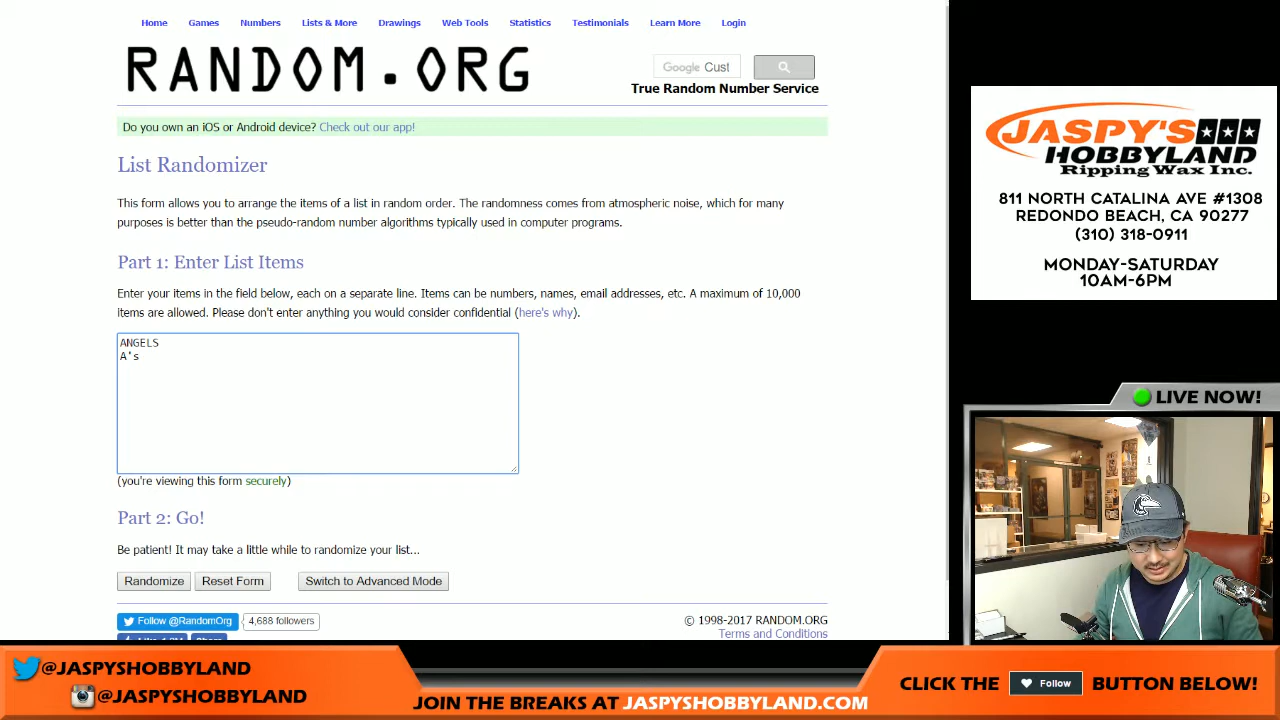 Home Games Numbers Lists & More Drawings Web Tools Statistics Testimonials Learn More Login
RANDOM.ORG
Google Cust
True Random Number Service
Do you own an iOS or Android device? Check out our app!
List Randomizer
This form allows you to arrange the items of a list in random order. The randomness comes from atmospheric noise, which for many
purposes is better than the pseudo-random number algorithms typically used in computer programs.
Part 1: Enter List Items
Enter your items in the field below, each on a separate line. Items can be numbers, names, email addresses, etc. A maximum of 10,000
items are allowed. Please don't enter anything you would consider confidential (here's why).
ANGELS
A's
(you're viewing this form securely)
Part 2: Go!
Be patient! It may take a little while to randomize your list...
Randomize Reset Form Switch to Advanced Mode
Follow @RandomOrg 4,688 followers
© 1998-2017 RANDOM.ORG
Terms and Conditions
JASPY'S
HOBBYLAND
Ripping Wax Inc.
811 NORTH CATALINA AVE #1308
REDONDO BEACH, CA 90277
(310) 318-0911
MONDAY-SATURDAY
10AM-6PM
LIVE NOW!
@JASPYSHOBBYLAND
@JASPYSHOBBYLAND
JOIN THE BREAKS AT JASPYSHOBBYLAND.COM
CLICK THE Follow BUTTON BELOW!